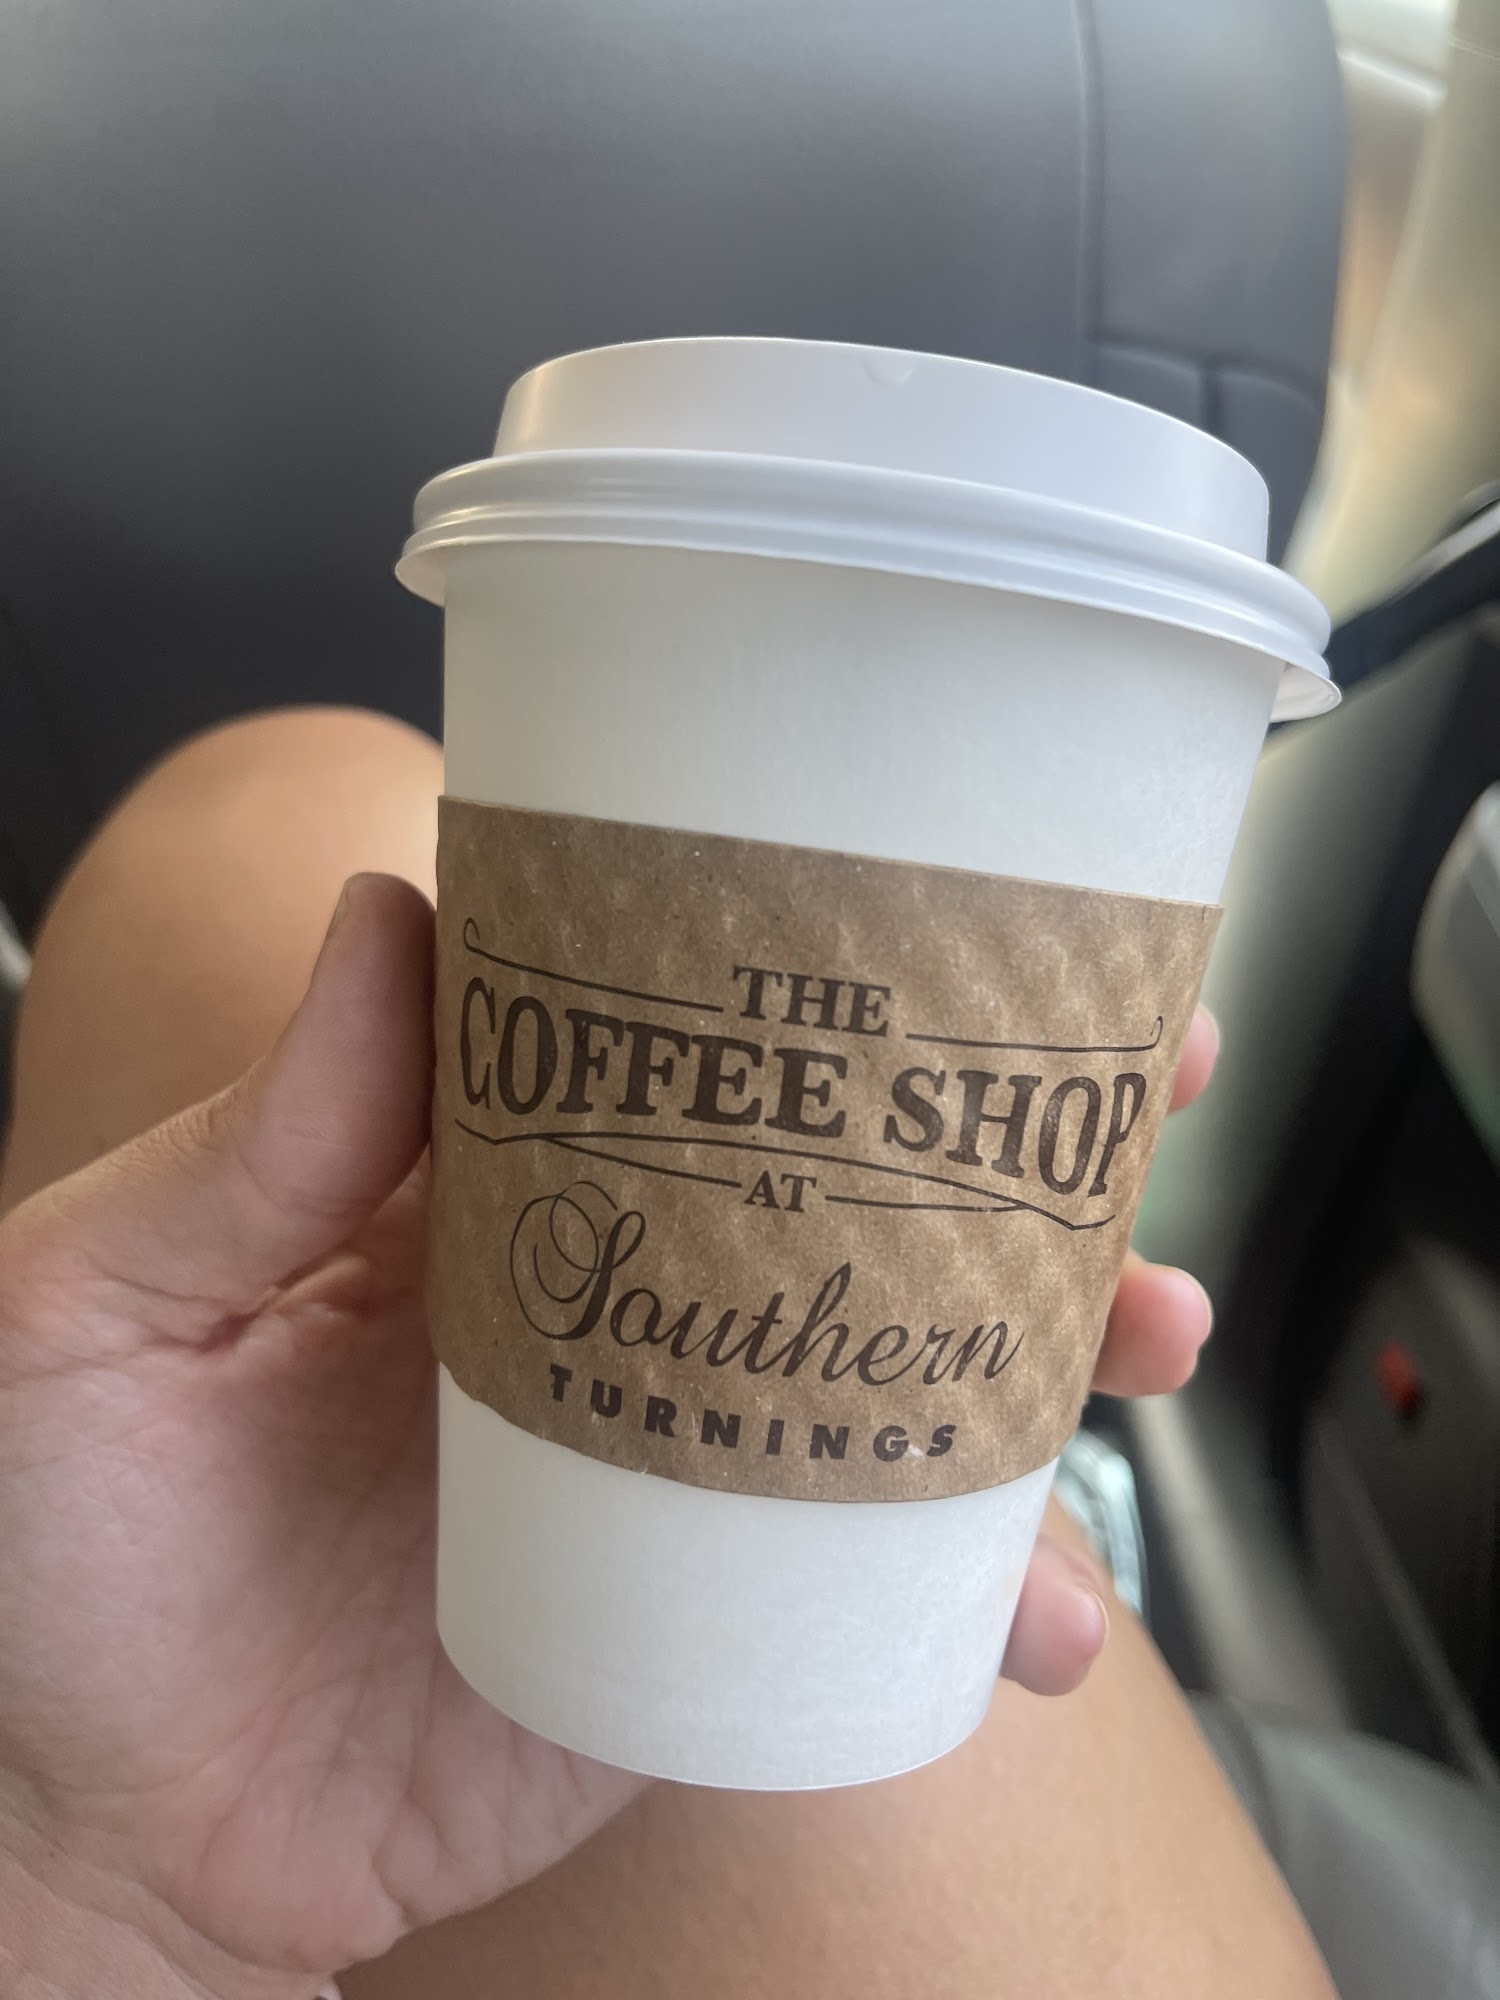 THE
COFFEE SHOP
AT
Southern
TURNINGS